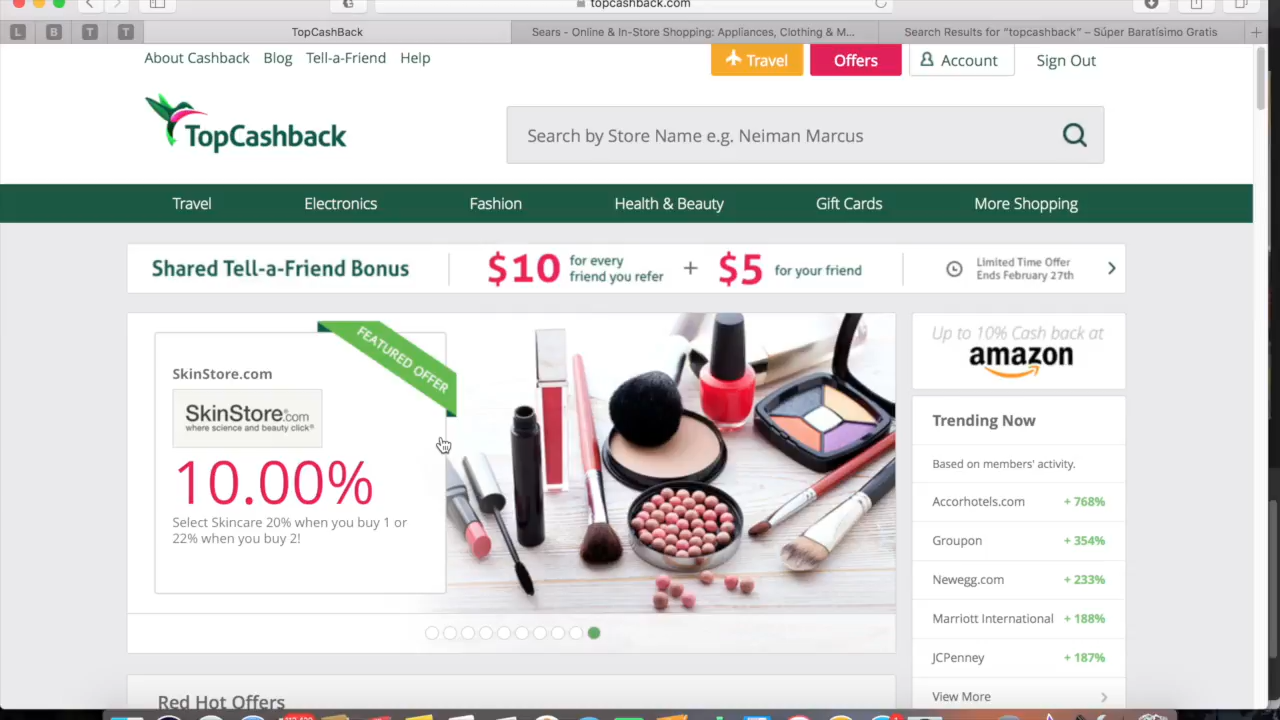 topcashback.com
L
B
T
T
TopCashBack
Sears - Online & In-Store Shopping: Appliances, Clothing & M...
Search Results for "topcashback" – Súper Baratísimo Gratis
About Cashback
Blog
Tell-a-Friend
Help
Travel
Offers
Account
Sign Out
TopCashback
Search by Store Name e.g. Neiman Marcus
Travel
Electronics
Fashion
Health & Beauty
Gift Cards
More Shopping
Shared Tell-a-Friend Bonus
$10 for every friend you refer
+
$5 for your friend
Limited Time Offer
Ends February 27th
FEATURED OFFER
SkinStore.com
SkinStore.com
where science and beauty click®
10.00%
Select Skincare 20% when you buy 1 or
22% when you buy 2!
Up to 10% Cash back at
amazon
Trending Now
Based on members' activity.
Accorhotels.com + 768%
Groupon + 354%
Newegg.com + 233%
Marriott International + 188%
JCPenney + 187%
View More
Red Hot Offers